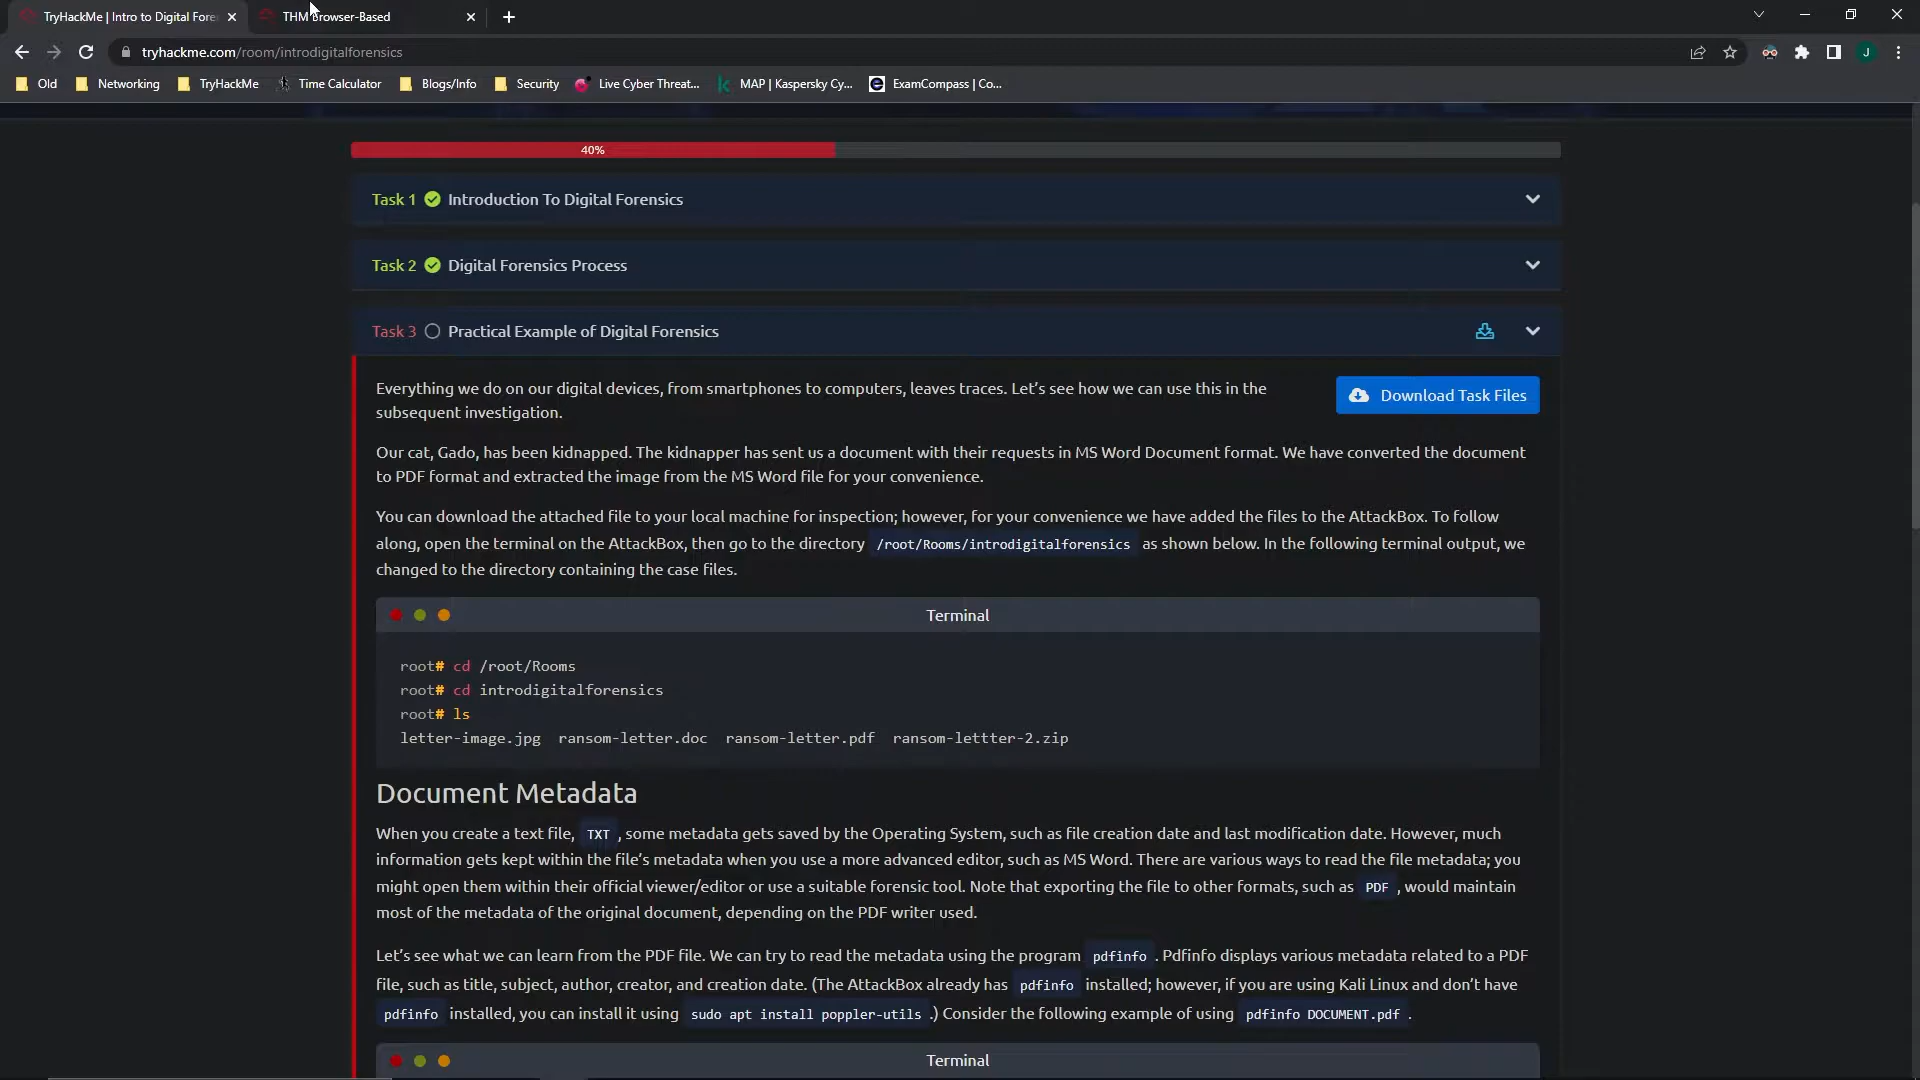 TryHackMe | Intro to Digital Fore
THM Browser-Based
tryhackme.com/room/introdigitalforensics
J
Old
Networking
TryHackMe
Time Calculator
Blogs/Info
Security
Live Cyber Threat...
MAP | Kaspersky Cy...
ExamCompass | Co...
40%
Task 1 Introduction To Digital Forensics
Task 2 Digital Forensics Process
Task 3 Practical Example of Digital Forensics
Everything we do on our digital devices, from smartphones to computers, leaves traces. Let's see how we can use this in the
subsequent investigation.
Download Task Files
Our cat, Gado, has been kidnapped. The kidnapper has sent us a document with their requests in MS Word Document format. We have converted the document
to PDF format and extracted the image from the MS Word file for your convenience.
You can download the attached file to your local machine for inspection; however, for your convenience we have added the files to the AttackBox. To follow
along, open the terminal on the AttackBox, then go to the directory /root/Rooms/introdigitalforensics as shown below. In the following terminal output, we
changed to the directory containing the case files.
Terminal
root# cd /root/Rooms
root# cd introdigitalforensics
root# ls
letter-image.jpg ransom-letter.doc ransom-letter.pdf ransom-lettter-2.zip
Document Metadata
When you create a text file, TXT , some metadata gets saved by the Operating System, such as file creation date and last modification date. However, much
information gets kept within the file's metadata when you use a more advanced editor, such as MS Word. There are various ways to read the file metadata; you
might open them within their official viewer/editor or use a suitable forensic tool. Note that exporting the file to other formats, such as PDF , would maintain
most of the metadata of the original document, depending on the PDF writer used.
Let's see what we can learn from the PDF file. We can try to read the metadata using the program pdfinfo . Pdfinfo displays various metadata related to a PDF
file, such as title, subject, author, creator, and creation date. (The AttackBox already has pdfinfo installed; however, if you are using Kali Linux and don't have
pdfinfo installed, you can install it using sudo apt install poppler-utils .) Consider the following example of using pdfinfo DOCUMENT.pdf .
Terminal